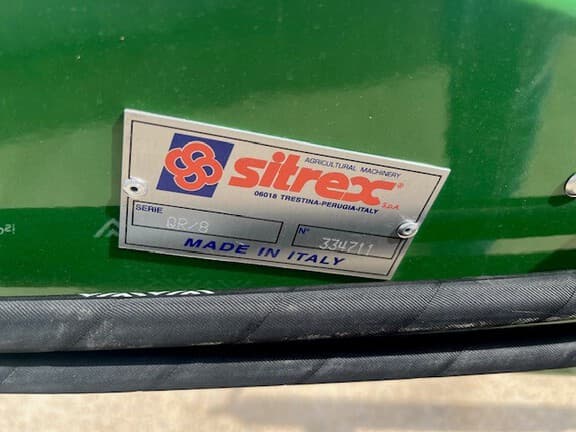 AGRICULTURAL MACHINERY
sitrex® S.p.A.
06018 TRESTINA-PERUGIA-ITALY
SERIE QR/8 N° 334711
MADE IN ITALY